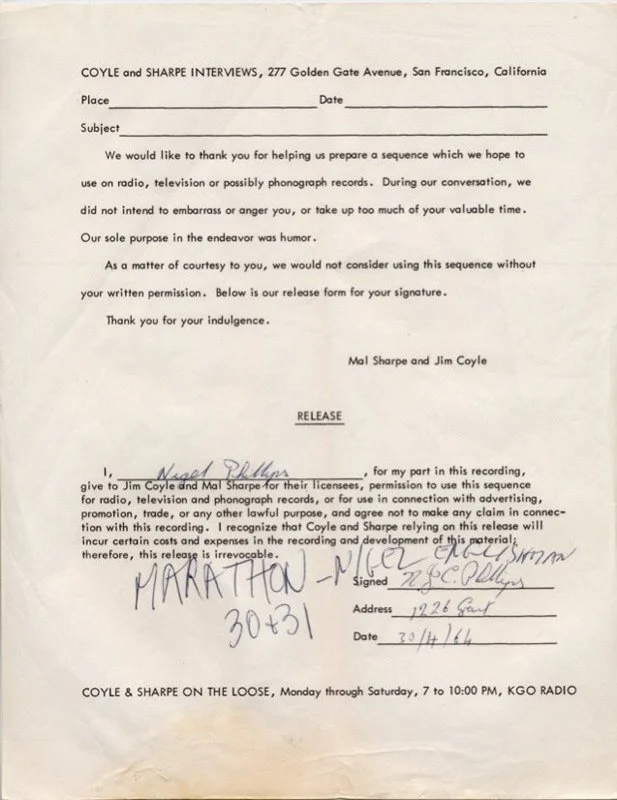 COYLE and SHARPE INTERVIEWS, 277 Golden Gate Avenue, San Francisco, California
Place Date
Subject
We would like to thank you for helping us prepare a sequence which we hope to
use on radio, television or possibly phonograph records. During our conversation, we
did not intend to embarrass or anger you, or take up too much of your valuable time.
Our sole purpose in the endeavor was humor.
As a matter of courtesy to you, we would not consider using this sequence without
your written permission. Below is our release form for your signature.
Thank you for your indulgence.
Mal Sharpe and Jim Coyle
RELEASE
I, Nigel Phillips, for my part in this recording,
give to Jim Coyle and Mal Sharpe for their licensees, permission to use this sequence
for radio, television and phonograph records, or for use in connection with advertising,
promotion, trade, or any other lawful purpose, and agree not to make any claim in connec-
tion with this recording. I recognize that Coyle and Sharpe relying on this release will
incur certain costs and expenses in the recording and development of this material;
therefore, this release is irrevocable.
MARATHON - NIGEL ENGLISHMAN
30+31
Signed N.J.C. Phillips
Address 1226 Grant
Date 30/4/64
COYLE & SHARPE ON THE LOOSE, Monday through Saturday, 7 to 10:00 PM, KGO RADIO